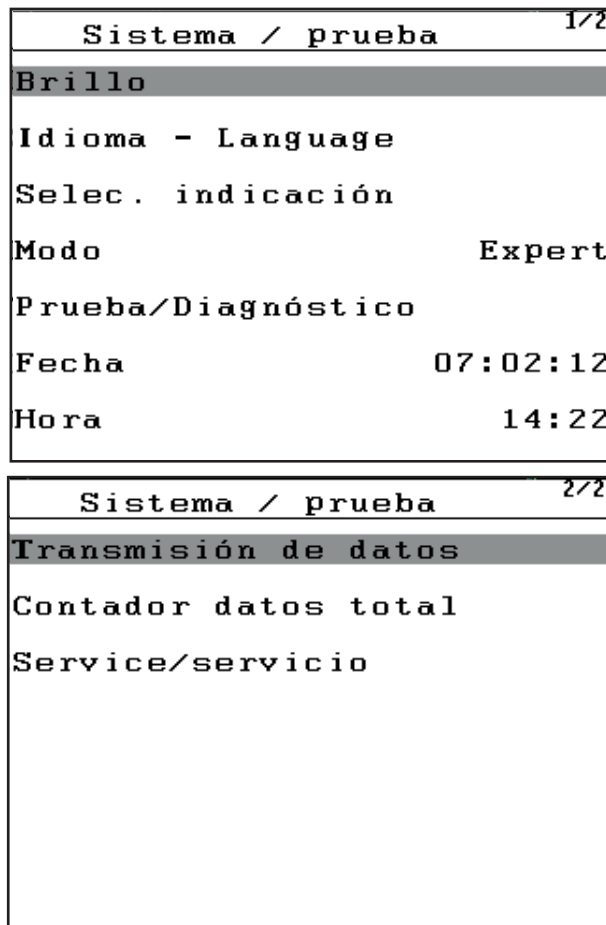 Sistema / prueba 1/2
Brillo
Idioma - Language
Selec. indicación
Modo Expert
Prueba/Diagnóstico
Fecha 07:02:12
Hora 14:22
Sistema / prueba 2/2
Transmisión de datos
Contador datos total
Service/servicio